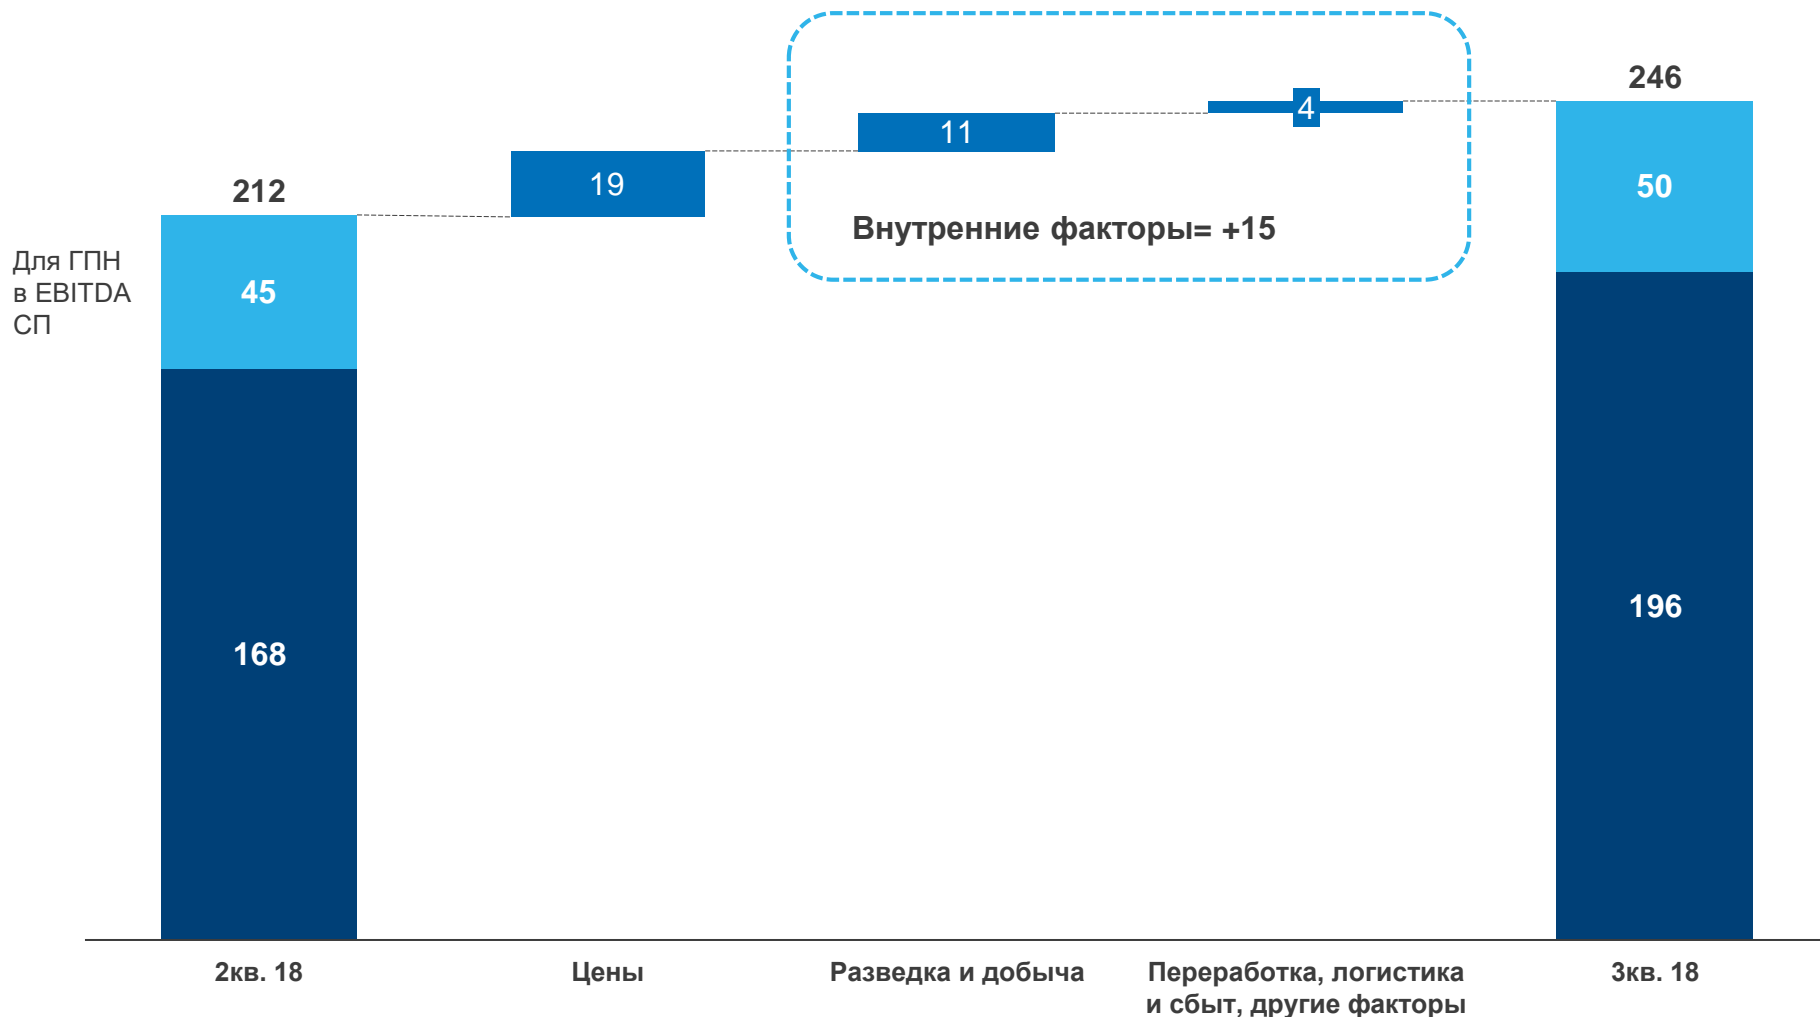 246
4
11
19
50
212
Внутренние факторы= +15
Для ГПН
в EBITDA
СП
45
196
168
2кв. 18
Цены
Разведка и добыча
Переработка, логистика
и сбыт, другие факторы
3кв. 18